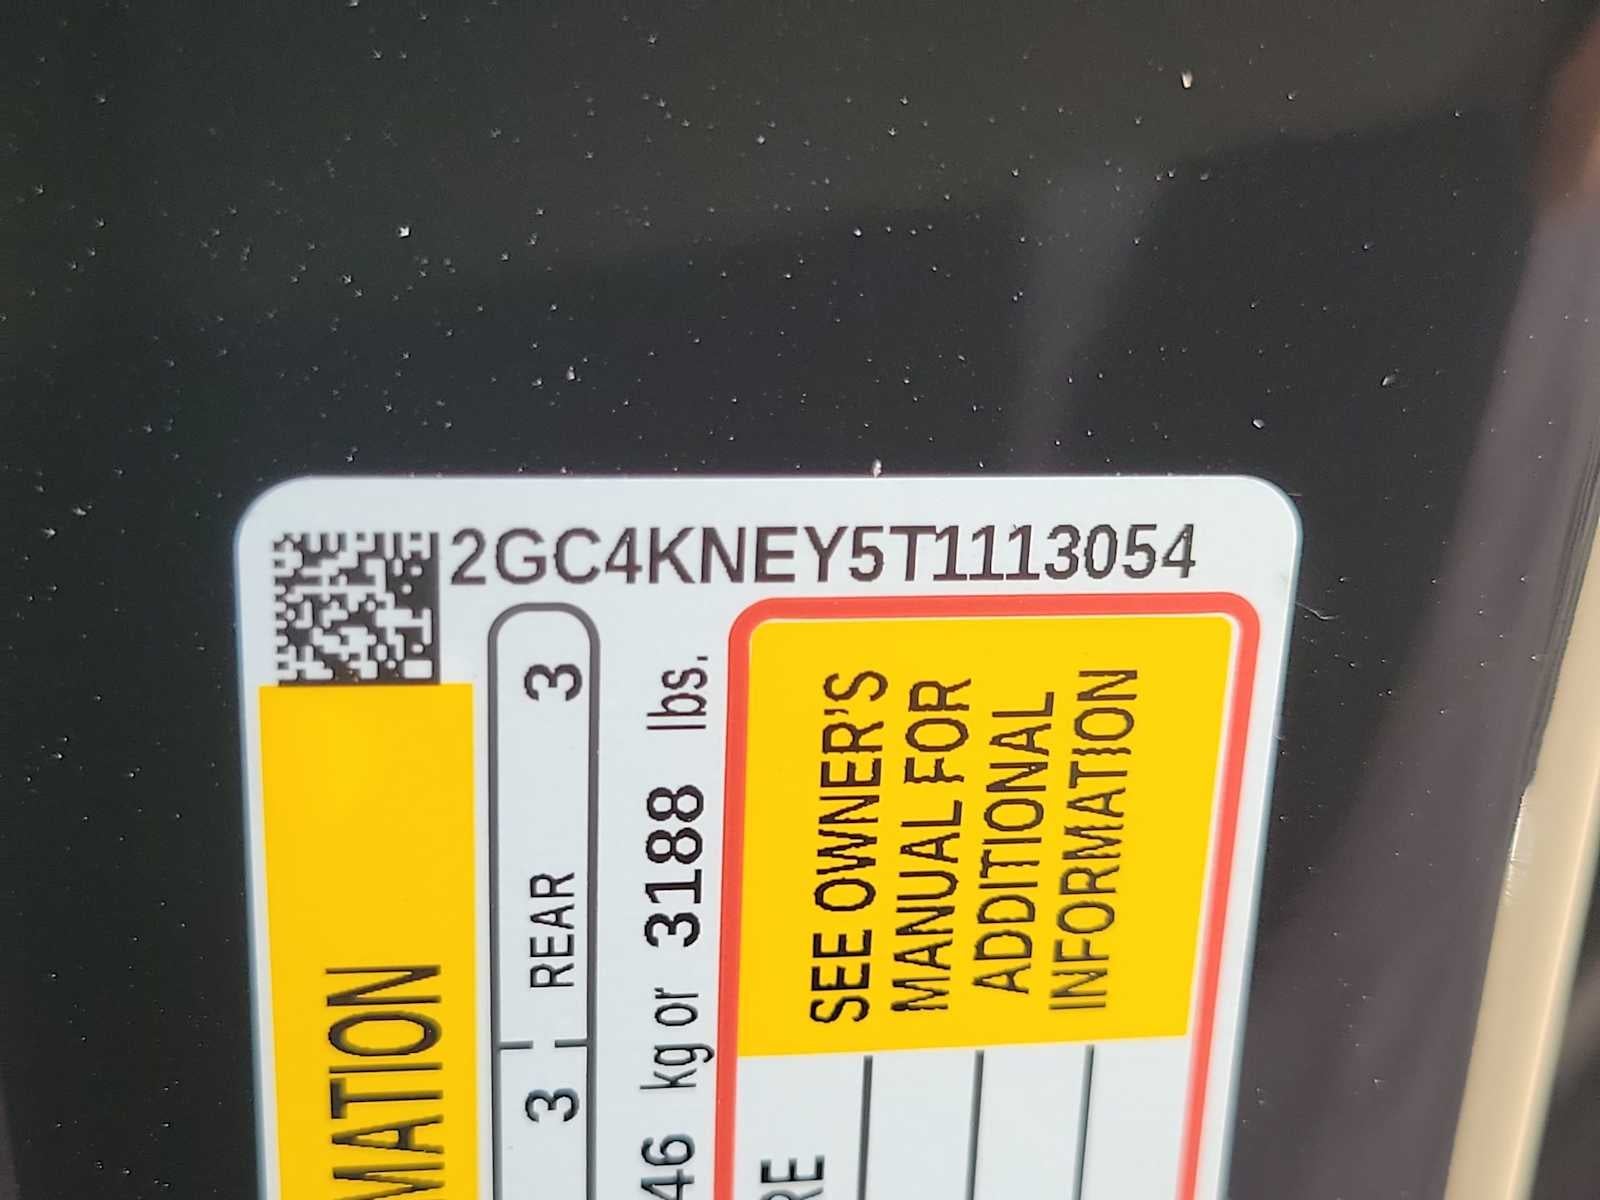 2GC4KNEY5T1113054
MATION
3 REAR 3
46 kg or 3188 lbs.
RE
SEE OWNER'S
MANUAL FOR
ADDITIONAL
INFORMATION